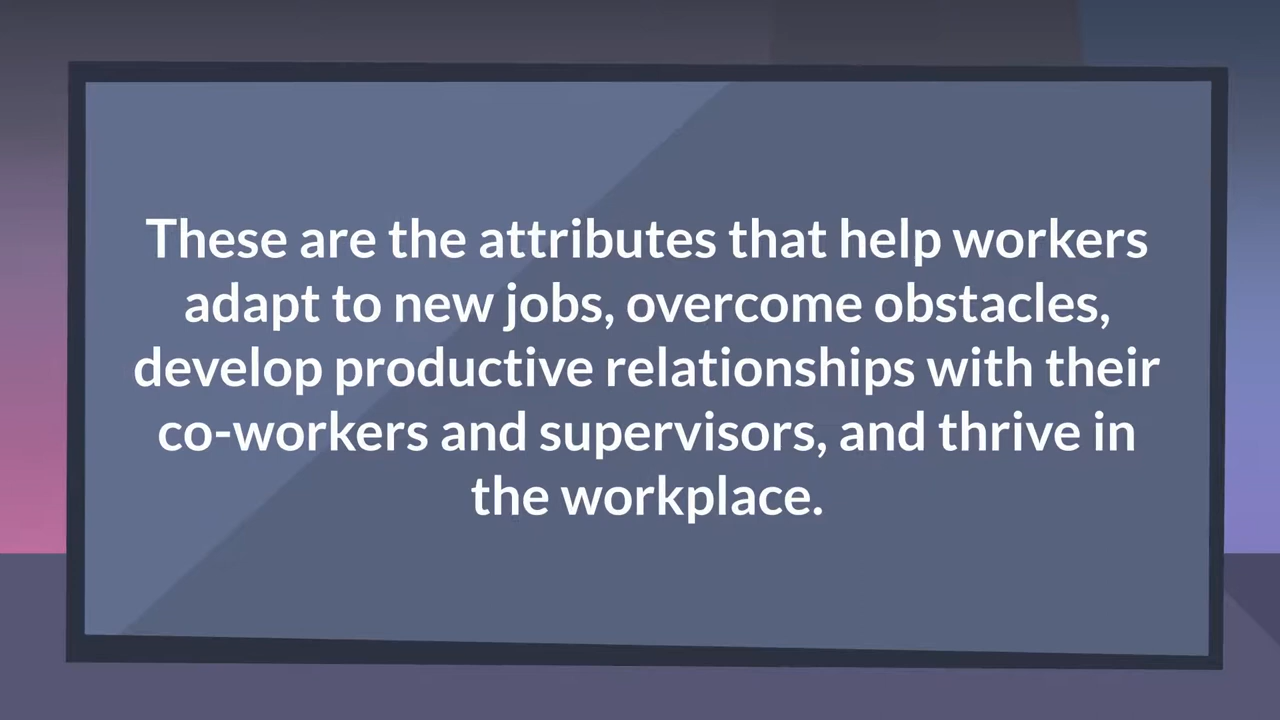 These are the attributes that help workers
adapt to new jobs, overcome obstacles,
develop productive relationships with their
co-workers and supervisors, and thrive in
the workplace.